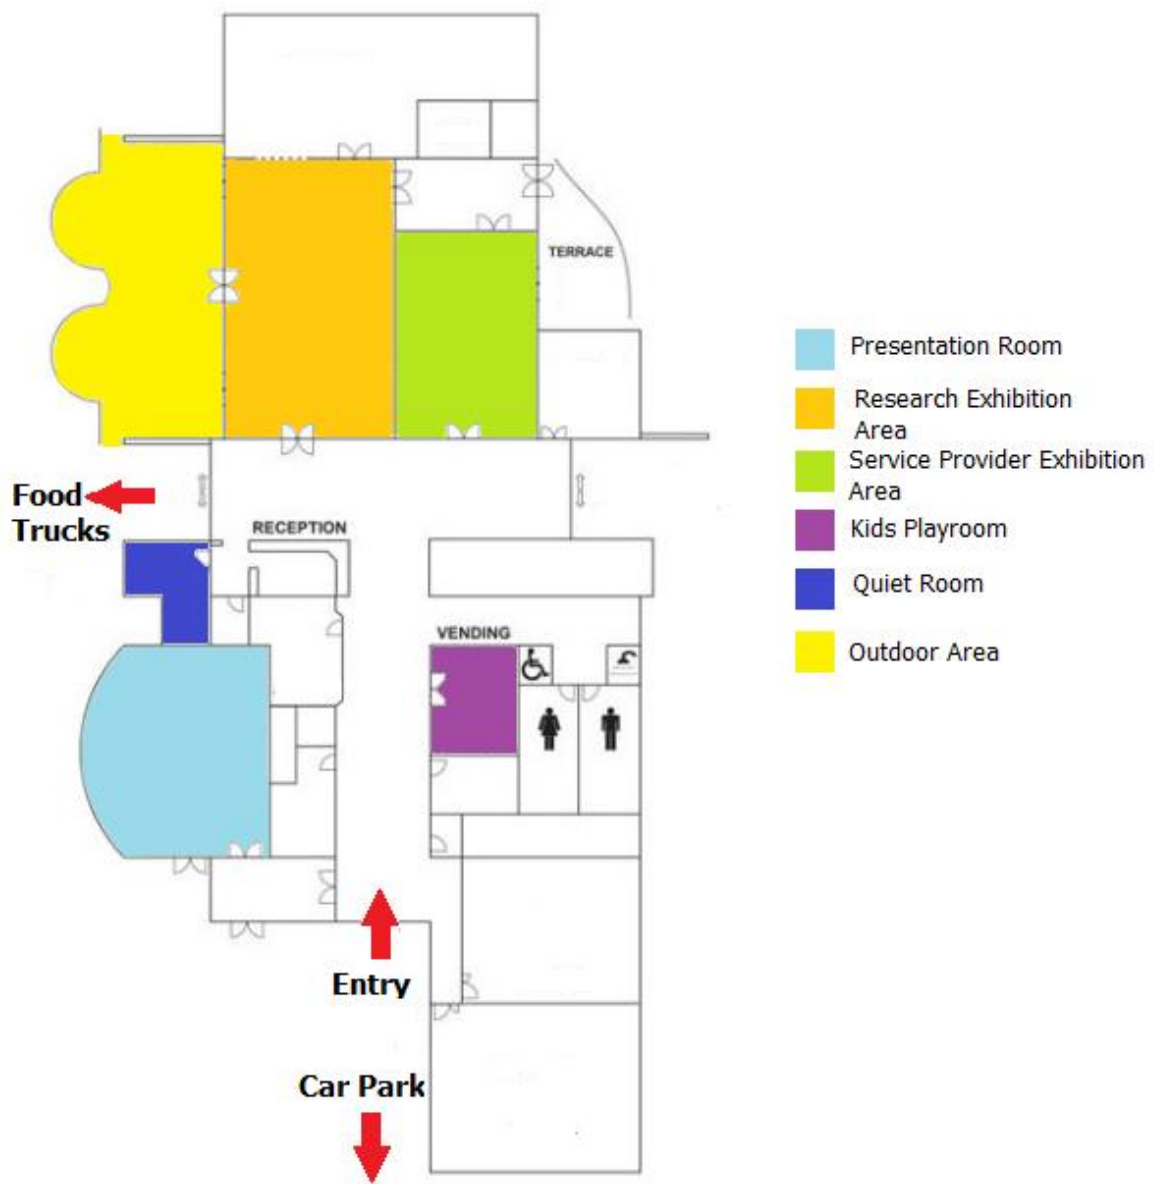 TERRACE
Food
Trucks
RECEPTION
VENDING
Entry
Car Park
Presentation Room
Research Exhibition
Area
Service Provider Exhibition
Area
Kids Playroom
Quiet Room
Outdoor Area